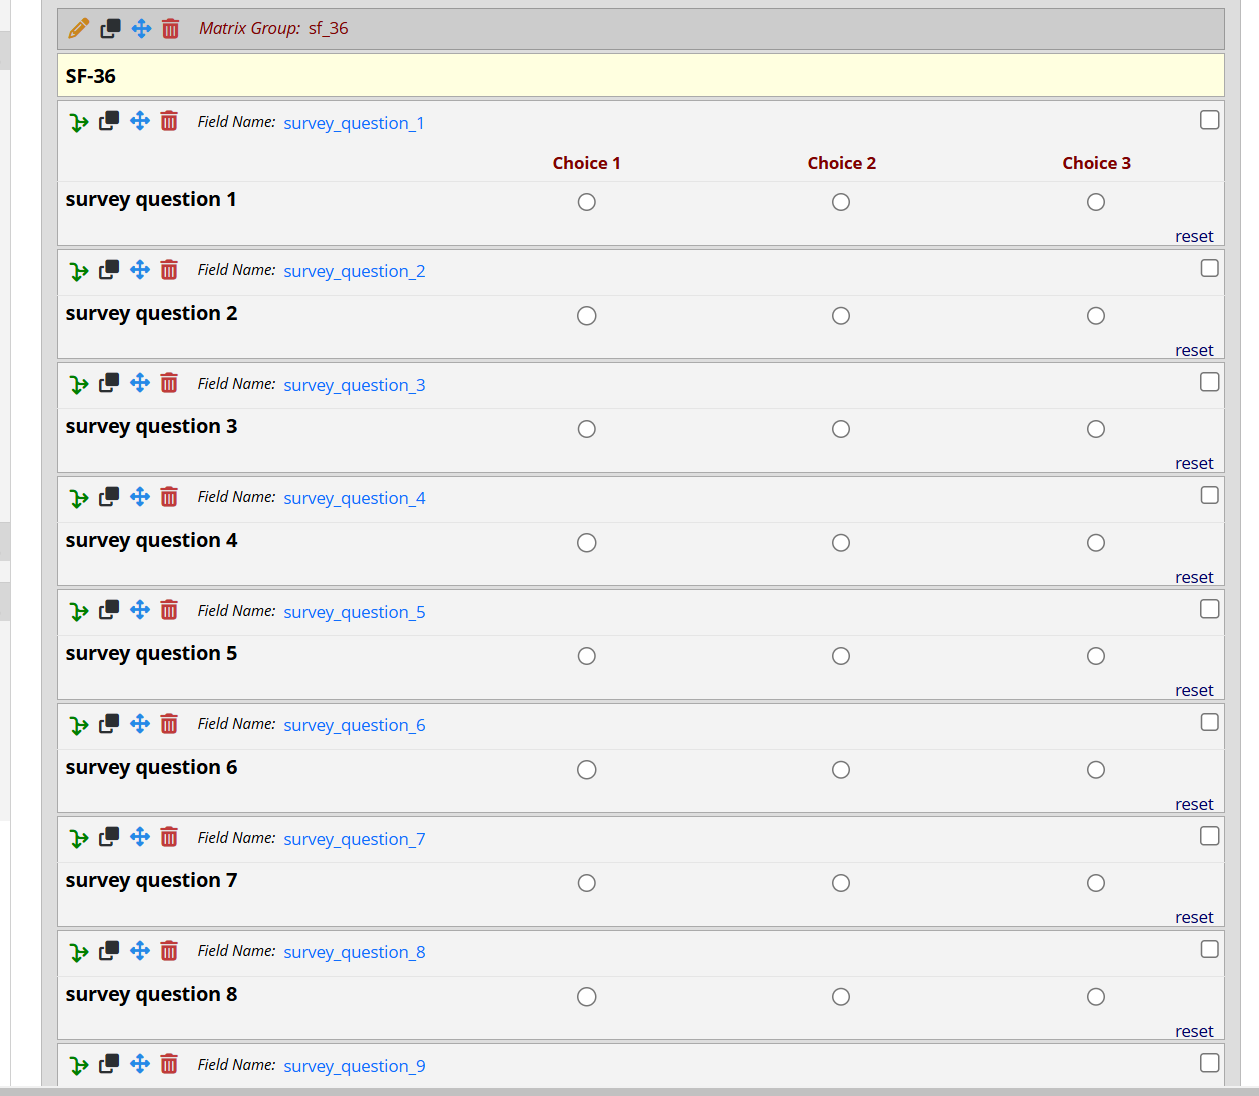 Matrix Group: sf_36
SF-36
Field Name: survey_question_1
Choice 1 Choice 2 Choice 3
survey question 1
reset
Field Name: survey_question_2
survey question 2
reset
Field Name: survey_question_3
survey question 3
reset
Field Name: survey_question_4
survey question 4
reset
Field Name: survey_question_5
survey question 5
reset
Field Name: survey_question_6
survey question 6
reset
Field Name: survey_question_7
survey question 7
reset
Field Name: survey_question_8
survey question 8
reset
Field Name: survey_question_9